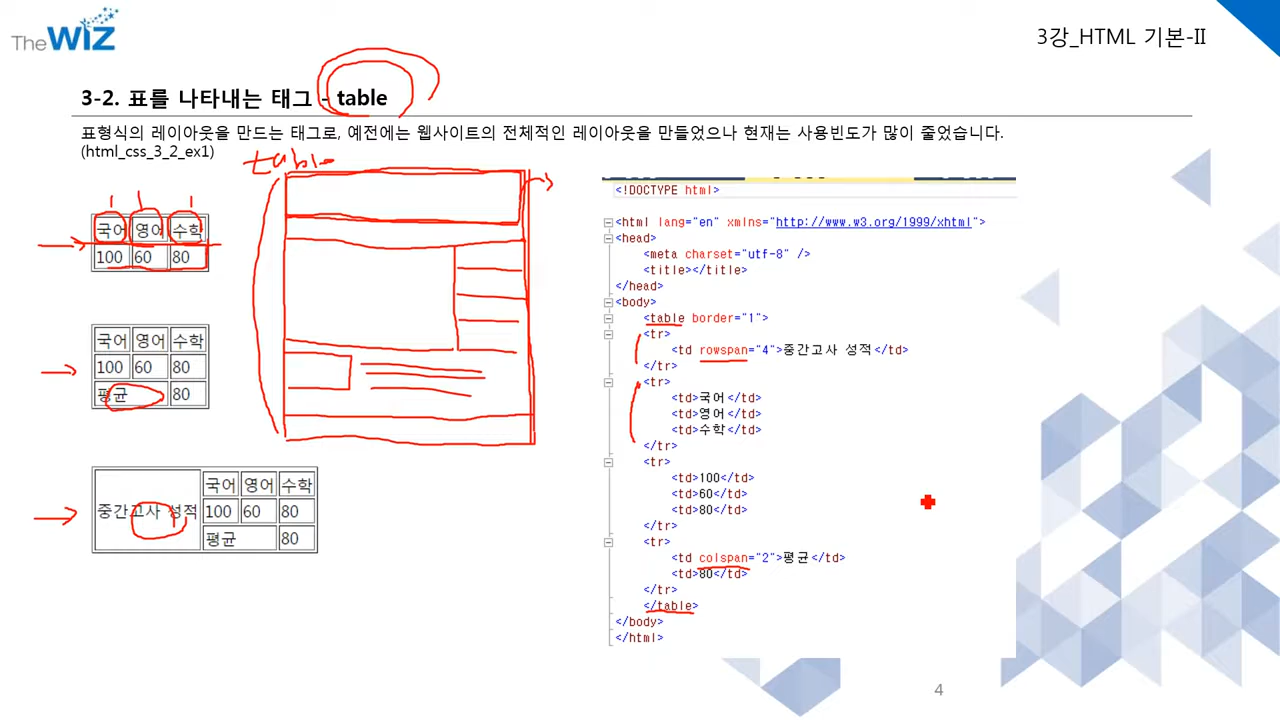 TheWIZ
3강_HTML 기본-II
3-2. 표를 나타내는 태그 - table
표형식의 레이아웃을 만드는 태그로, 예전에는 웹사이트의 전체적인 레이아웃을 만들었으나 현재는 사용빈도가 많이 줄었습니다.
(html_css_3_2_ex1)
table
국어 영어 수학
100 60 80
국어 영어 수학
100 60 80
평균 80
중간고사 성적
국어 영어 수학
100 60 80
평균 80
<!DOCTYPE html>
<html lang="en" xmlns="http://www.w3.org/1999/xhtml">
<head>
<meta charset="utf-8" />
<title></title>
</head>
<body>
<table border="1">
<tr>
<td rowspan="4">중간고사 성적</td>
</tr>
<tr>
<td>국어</td>
<td>영어</td>
<td>수학</td>
</tr>
<tr>
<td>100</td>
<td>60</td>
<td>80</td>
</tr>
<tr>
<td colspan="2">평균</td>
<td>80</td>
</tr>
</table>
</body>
</html>
4